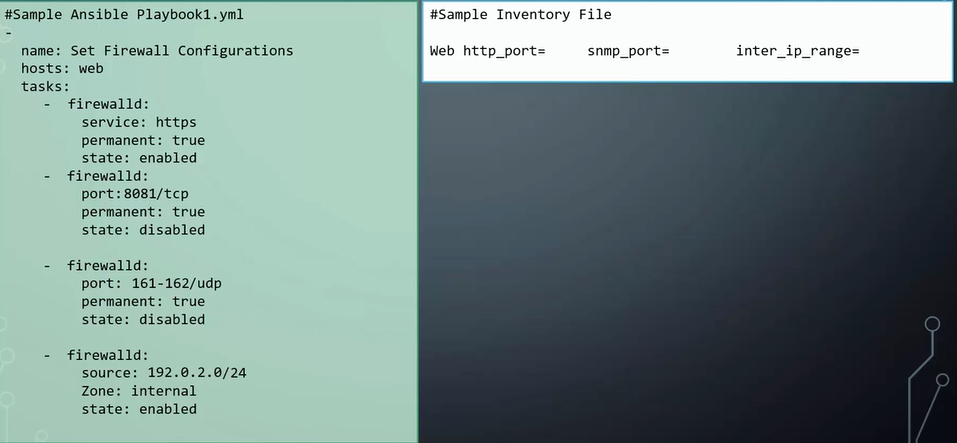 #Sample Ansible Playbook1.yml
-
name: Set Firewall Configurations
hosts: web
tasks:
- firewalld:
service: https
permanent: true
state: enabled
- firewalld:
port:8081/tcp
permanent: true
state: disabled
- firewalld:
port: 161-162/udp
permanent: true
state: disabled
- firewalld:
source: 192.0.2.0/24
Zone: internal
state: enabled
#Sample Inventory File
Web http_port= snmp_port= inter_ip_range=